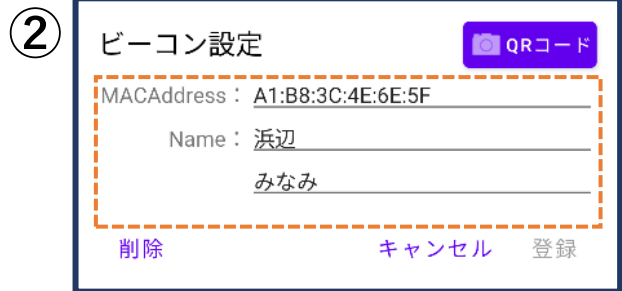 ②
ビーコン設定
QRコード
MACAddress： A1:B8:3C:4E:6E:5F
Name： 浜辺
みなみ
削除 キャンセル 登録